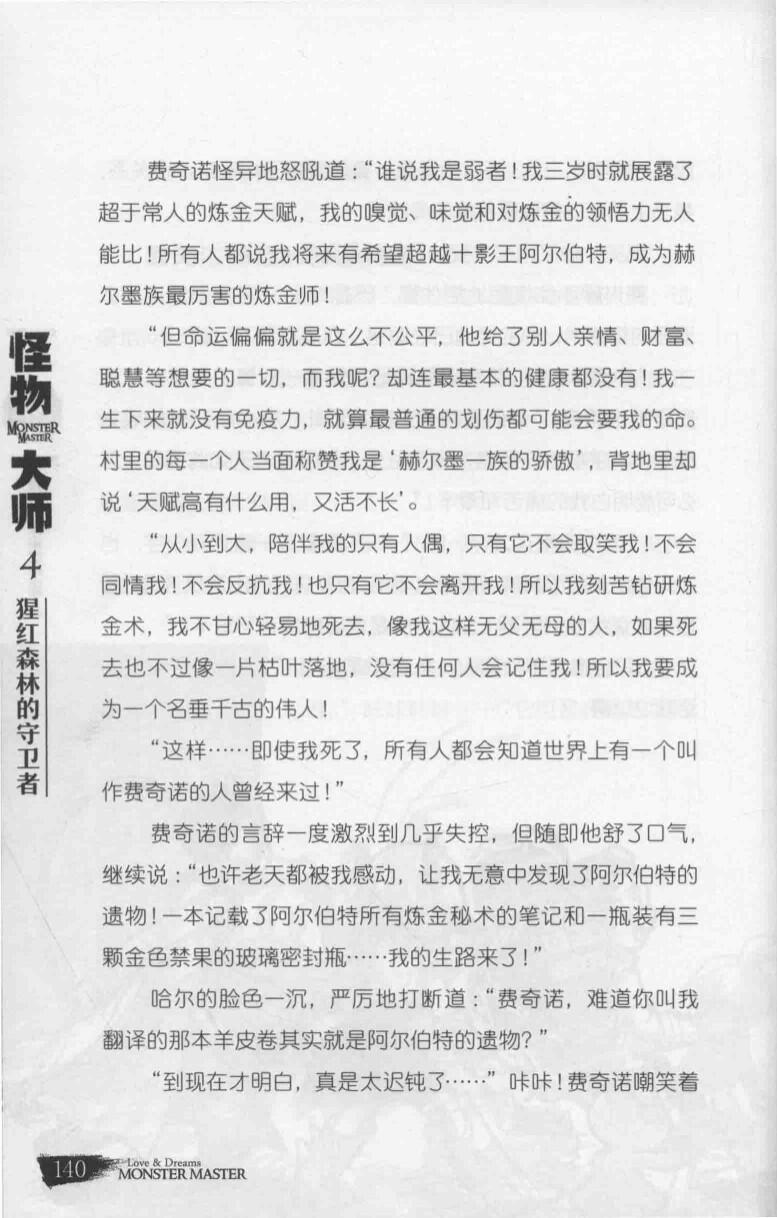 费奇诺怪异地怒吼道：“谁说我是弱者！我三岁时就展露了
超于常人的炼金天赋，我的嗅觉、味觉和对炼金的领悟力无人
能比！所有人都说我将来有希望超越十影王阿尔伯特，成为赫
尔墨族最厉害的炼金师！
“但命运偏偏就是这么不公平，他给了别人亲情、财富、
聪慧等想要的一切，而我呢？却连最基本的健康都没有！我一
生下来就没有免疫力，就算最普通的划伤都可能会要我的命。
村里的每一个人当面称赞我是‘赫尔墨一族的骄傲’，背地里却
说‘天赋高有什么用，又活不长’。
“从小到大，陪伴我的只有人偶，只有它不会取笑我！不会
同情我！不会反抗我！也只有它不会离开我！所以我刻苦钻研炼
金术，我不甘心轻易地死去，像我这样无父无母的人，如果死
去也不过像一片枯叶落地，没有任何人会记住我！所以我要成
为一个名垂千古的伟人！
“这样……即使我死了，所有人都会知道世界上有一个叫
作费奇诺的人曾经来过！”
费奇诺的言辞一度激烈到几乎失控，但随即他舒了口气，
继续说：“也许老天都被我感动，让我无意中发现了阿尔伯特的
遗物！一本记载了阿尔伯特所有炼金秘术的笔记和一瓶装有三
颗金色禁果的玻璃密封瓶……我的生路来了！”
哈尔的脸色一沉，严厉地打断道：“费奇诺，难道你叫我
翻译的那本羊皮卷其实就是阿尔伯特的遗物？”
“到现在才明白，真是太迟钝了……”咔咔！费奇诺嘲笑着
怪物
MONSTER
MASTER
大师
4
猩红森林的守卫者
140
Love & Dreams
MONSTER MASTER